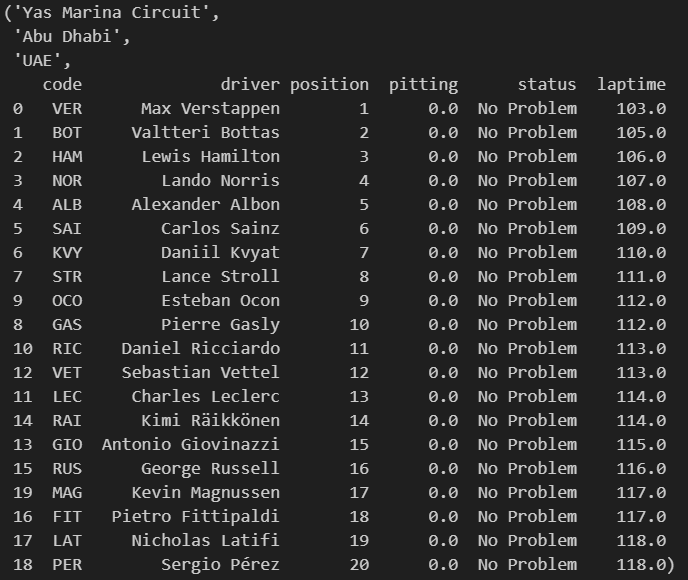 ('Yas Marina Circuit',
'Abu Dhabi',
'UAE',
code driver position pitting status laptime
0 VER Max Verstappen 1 0.0 No Problem 103.0
1 BOT Valtteri Bottas 2 0.0 No Problem 105.0
2 HAM Lewis Hamilton 3 0.0 No Problem 106.0
3 NOR Lando Norris 4 0.0 No Problem 107.0
4 ALB Alexander Albon 5 0.0 No Problem 108.0
5 SAI Carlos Sainz 6 0.0 No Problem 109.0
6 KVY Daniil Kvyat 7 0.0 No Problem 110.0
7 STR Lance Stroll 8 0.0 No Problem 111.0
9 OCO Esteban Ocon 9 0.0 No Problem 112.0
8 GAS Pierre Gasly 10 0.0 No Problem 112.0
10 RIC Daniel Ricciardo 11 0.0 No Problem 113.0
12 VET Sebastian Vettel 12 0.0 No Problem 113.0
11 LEC Charles Leclerc 13 0.0 No Problem 114.0
14 RAI Kimi Räikkönen 14 0.0 No Problem 114.0
13 GIO Antonio Giovinazzi 15 0.0 No Problem 115.0
15 RUS George Russell 16 0.0 No Problem 116.0
19 MAG Kevin Magnussen 17 0.0 No Problem 117.0
16 FIT Pietro Fittipaldi 18 0.0 No Problem 117.0
17 LAT Nicholas Latifi 19 0.0 No Problem 118.0
18 PER Sergio Pérez 20 0.0 No Problem 118.0)